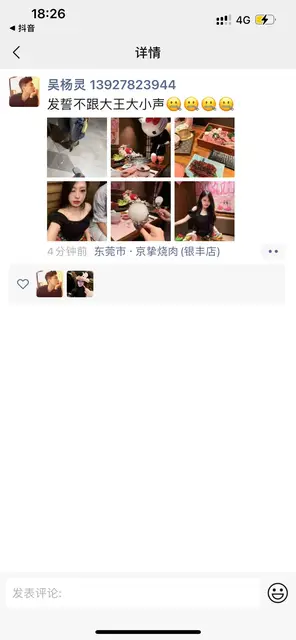 18:26
4G
抖音
详情
吴杨灵 13927823944
发誓不跟大王大小声
4分钟前 东莞市 · 京挚烧肉 (银丰店)
发表评论: